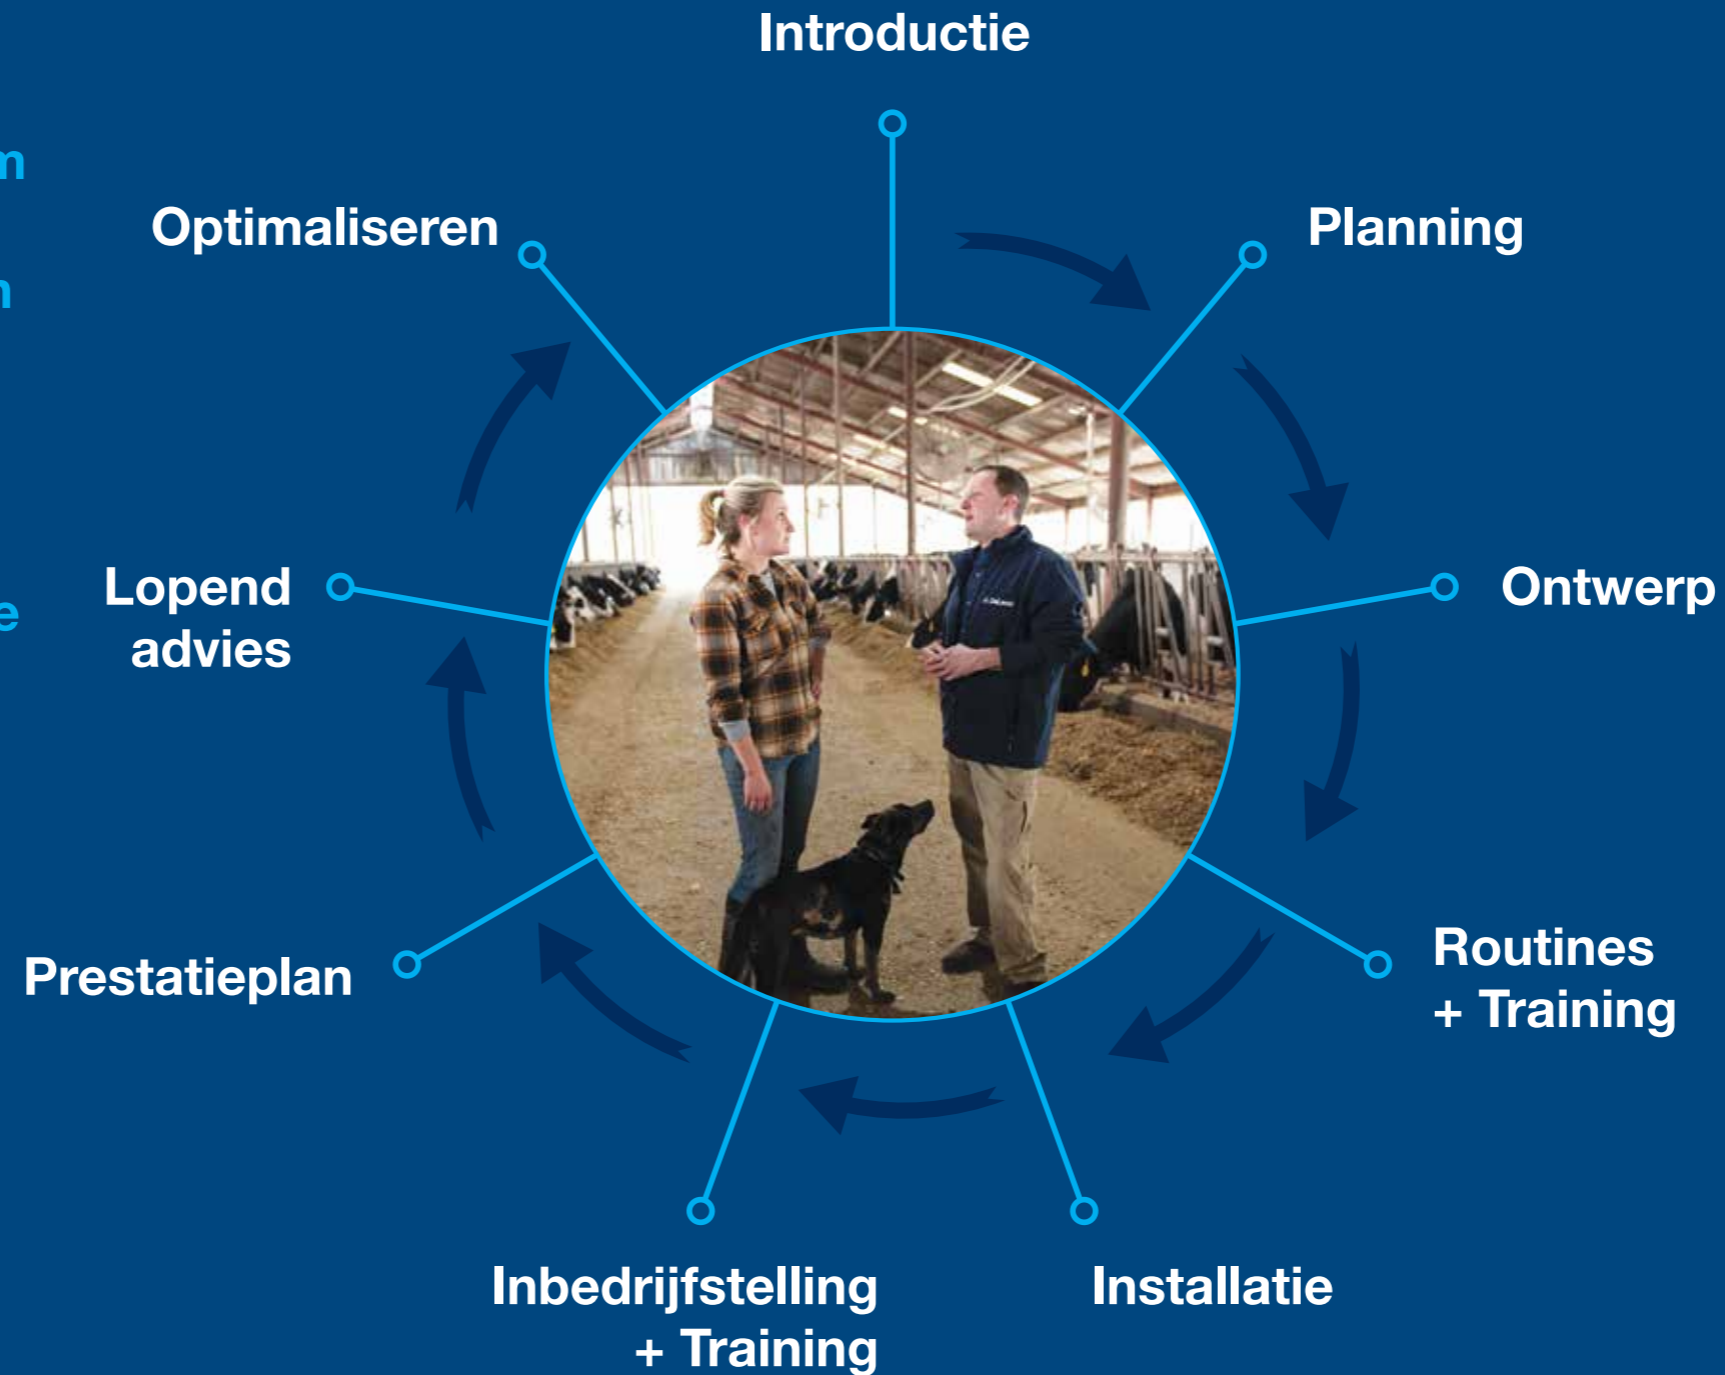 Introductie
Planning
Ontwerp
Routines
+ Training
Installatie
Inbedrijfstelling
+ Training
Prestatieplan
Lopend
advies
Optimaliseren